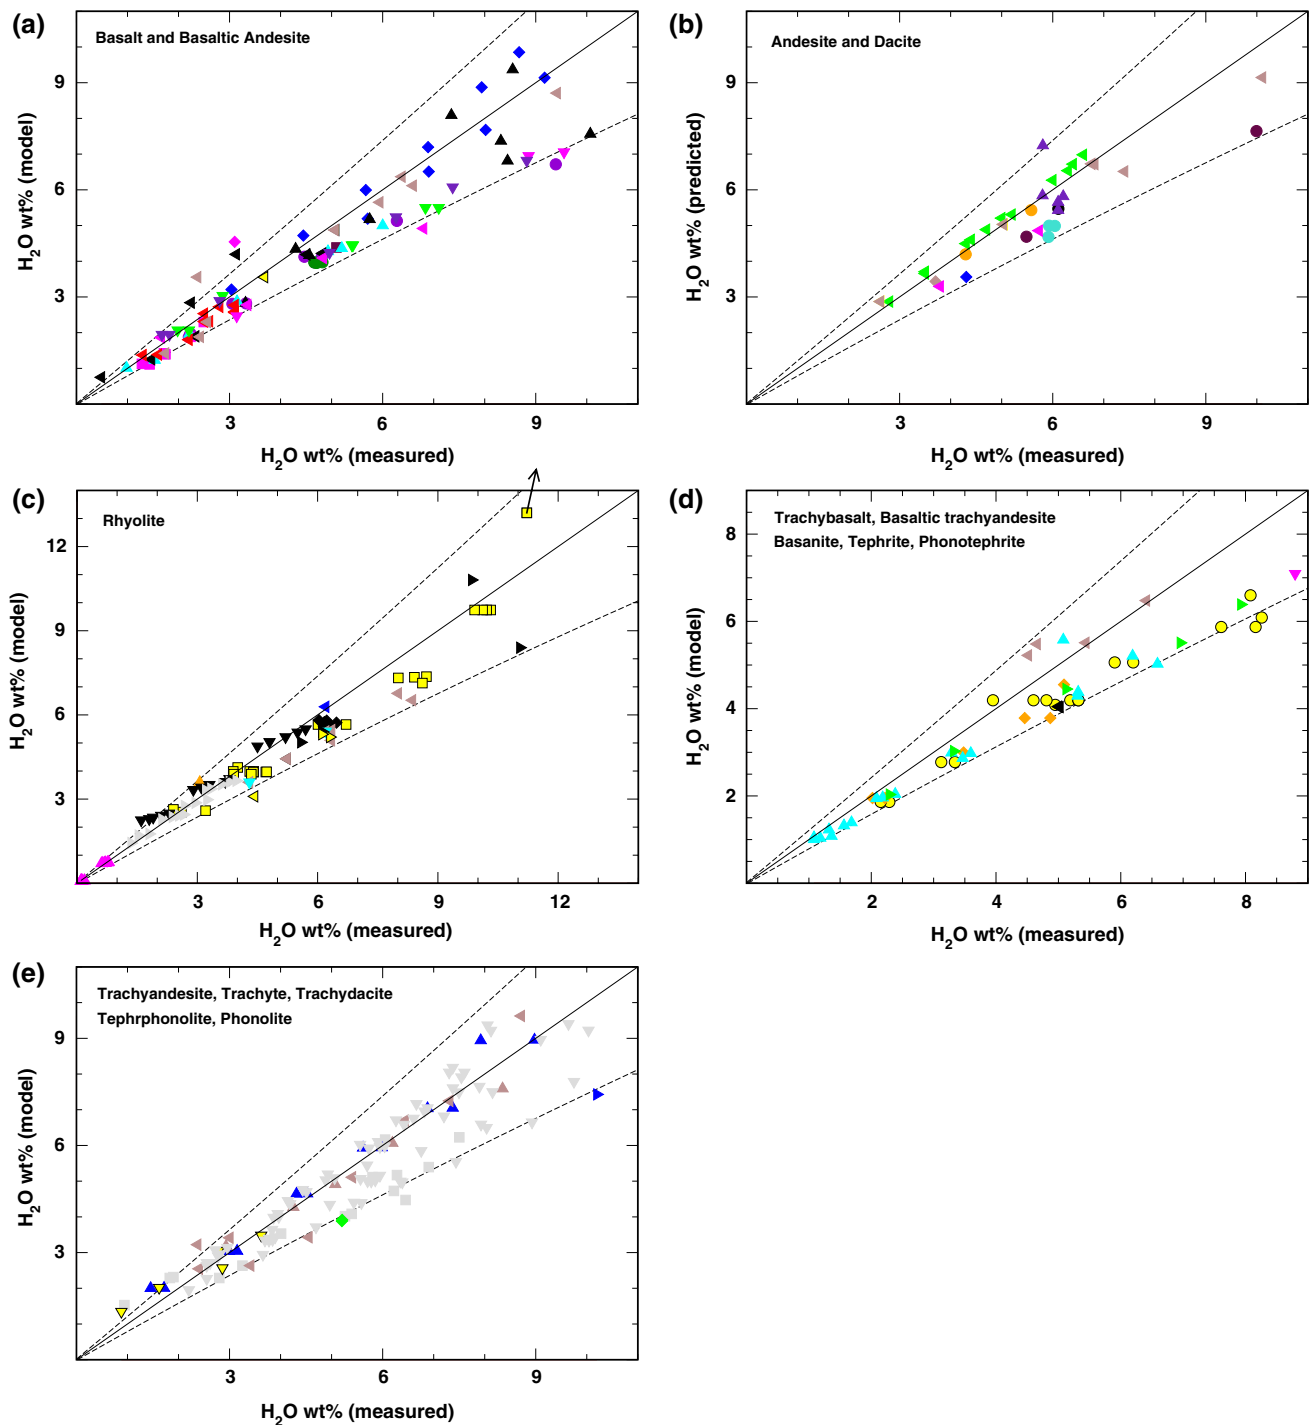 (a)
Basalt and Basaltic Andesite
H2O wt% (model)
9
6
3
3 6 9
H2O wt% (measured)
(b)
Andesite and Dacite
H2O wt% (predicted)
9
6
3
3 6 9
H2O wt% (measured)
(c)
Rhyolite
H2O wt% (model)
12
9
6
3
3 6 9 12
H2O wt% (measured)
(d)
Trachybasalt, Basaltic trachyandesite
Basanite, Tephrite, Phonotephrite
H2O wt% (model)
8
6
4
2
2 4 6 8
H2O wt% (measured)
(e)
Trachyandesite, Trachyte, Trachydacite
Tephrphonolite, Phonolite
H2O wt% (model)
9
6
3
3 6 9
H2O wt% (measured)